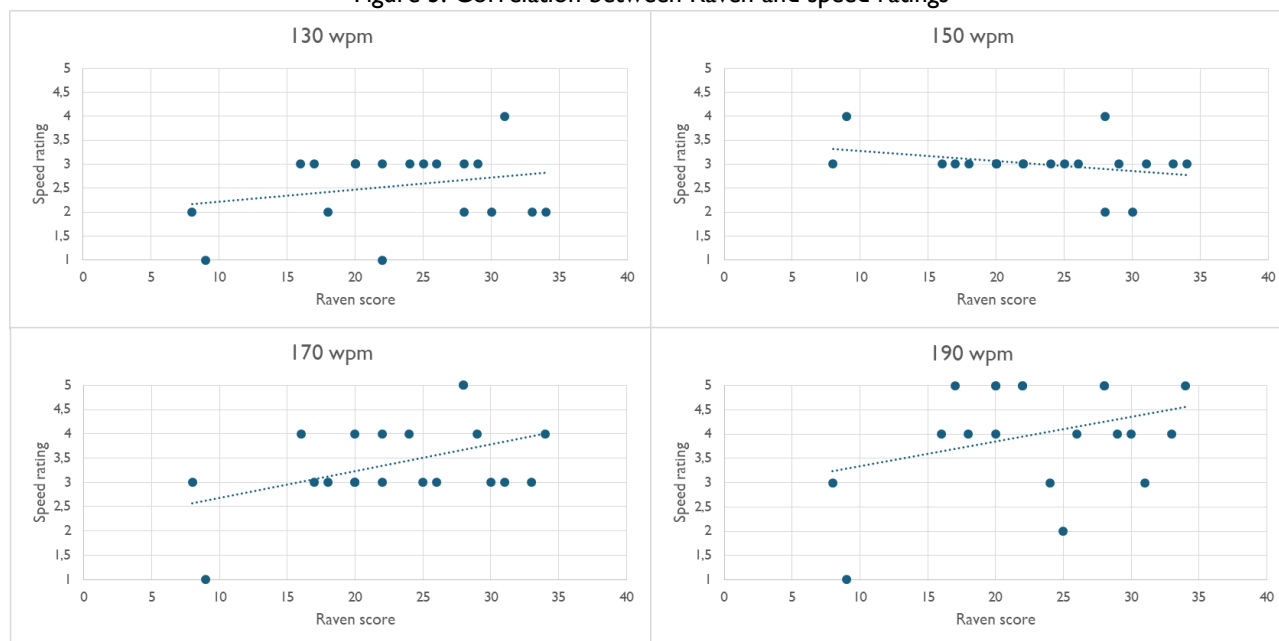 Figure 3. Correlation between Raven and speed ratings
130 wpm
5
4,5
4
3,5
3
2,5
2
1,5
1
0 5 10 15 20 25 30 35 40
Speed rating
Raven score
150 wpm
5
4,5
4
3,5
3
2,5
2
1,5
1
0 5 10 15 20 25 30 35 40
Speed rating
Raven score
170 wpm
5
4,5
4
3,5
3
2,5
2
1,5
1
0 5 10 15 20 25 30 35 40
Speed rating
Raven score
190 wpm
5
4,5
4
3,5
3
2,5
2
1,5
1
0 5 10 15 20 25 30 35 40
Speed rating
Raven score